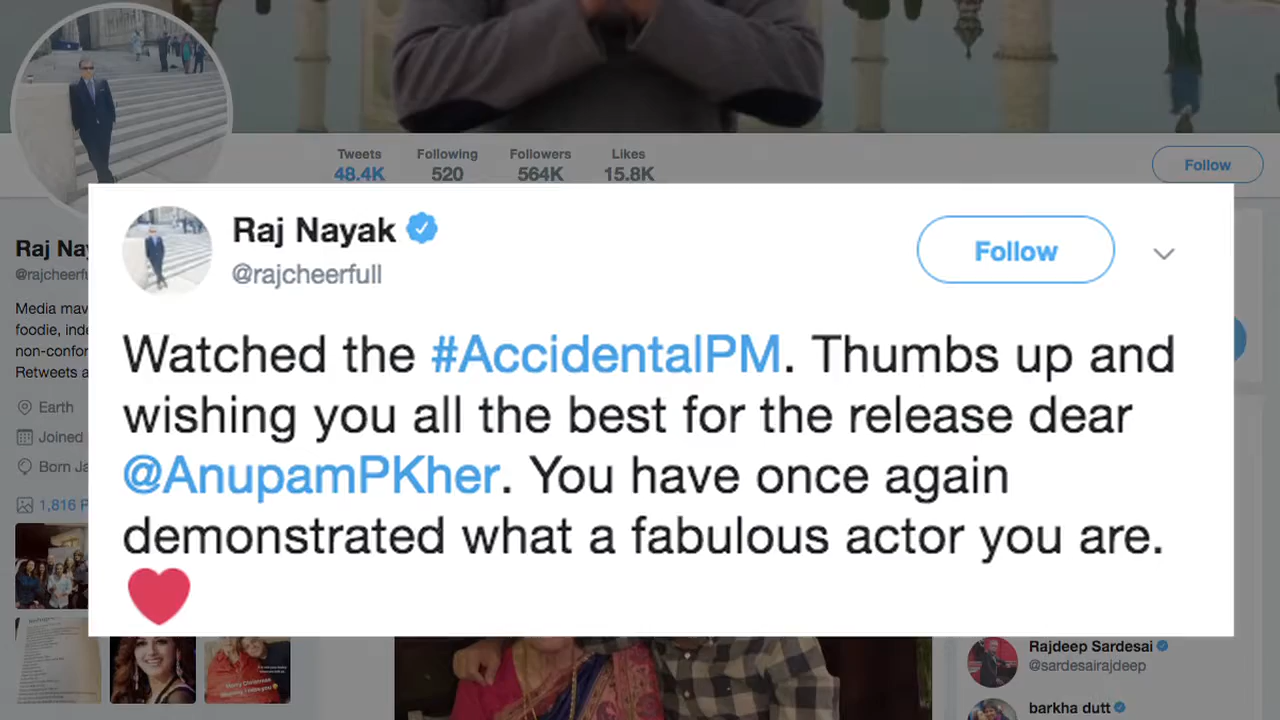 Tweets Following Followers Likes
48.4K 520 564K 15.8K
Follow
Raj Nayak
@rajcheerfull
Follow
Watched the #AccidentalPM. Thumbs up and
wishing you all the best for the release dear
@AnupamPKher. You have once again
demonstrated what a fabulous actor you are.
❤️
Raj Na
@rajcheerfu
Media mav
foodie, inde
non-confor
Retweets a
Earth
Joined
Born Ja
1,816 P
Rajdeep Sardesai
@sardesairajdeep
barkha dutt